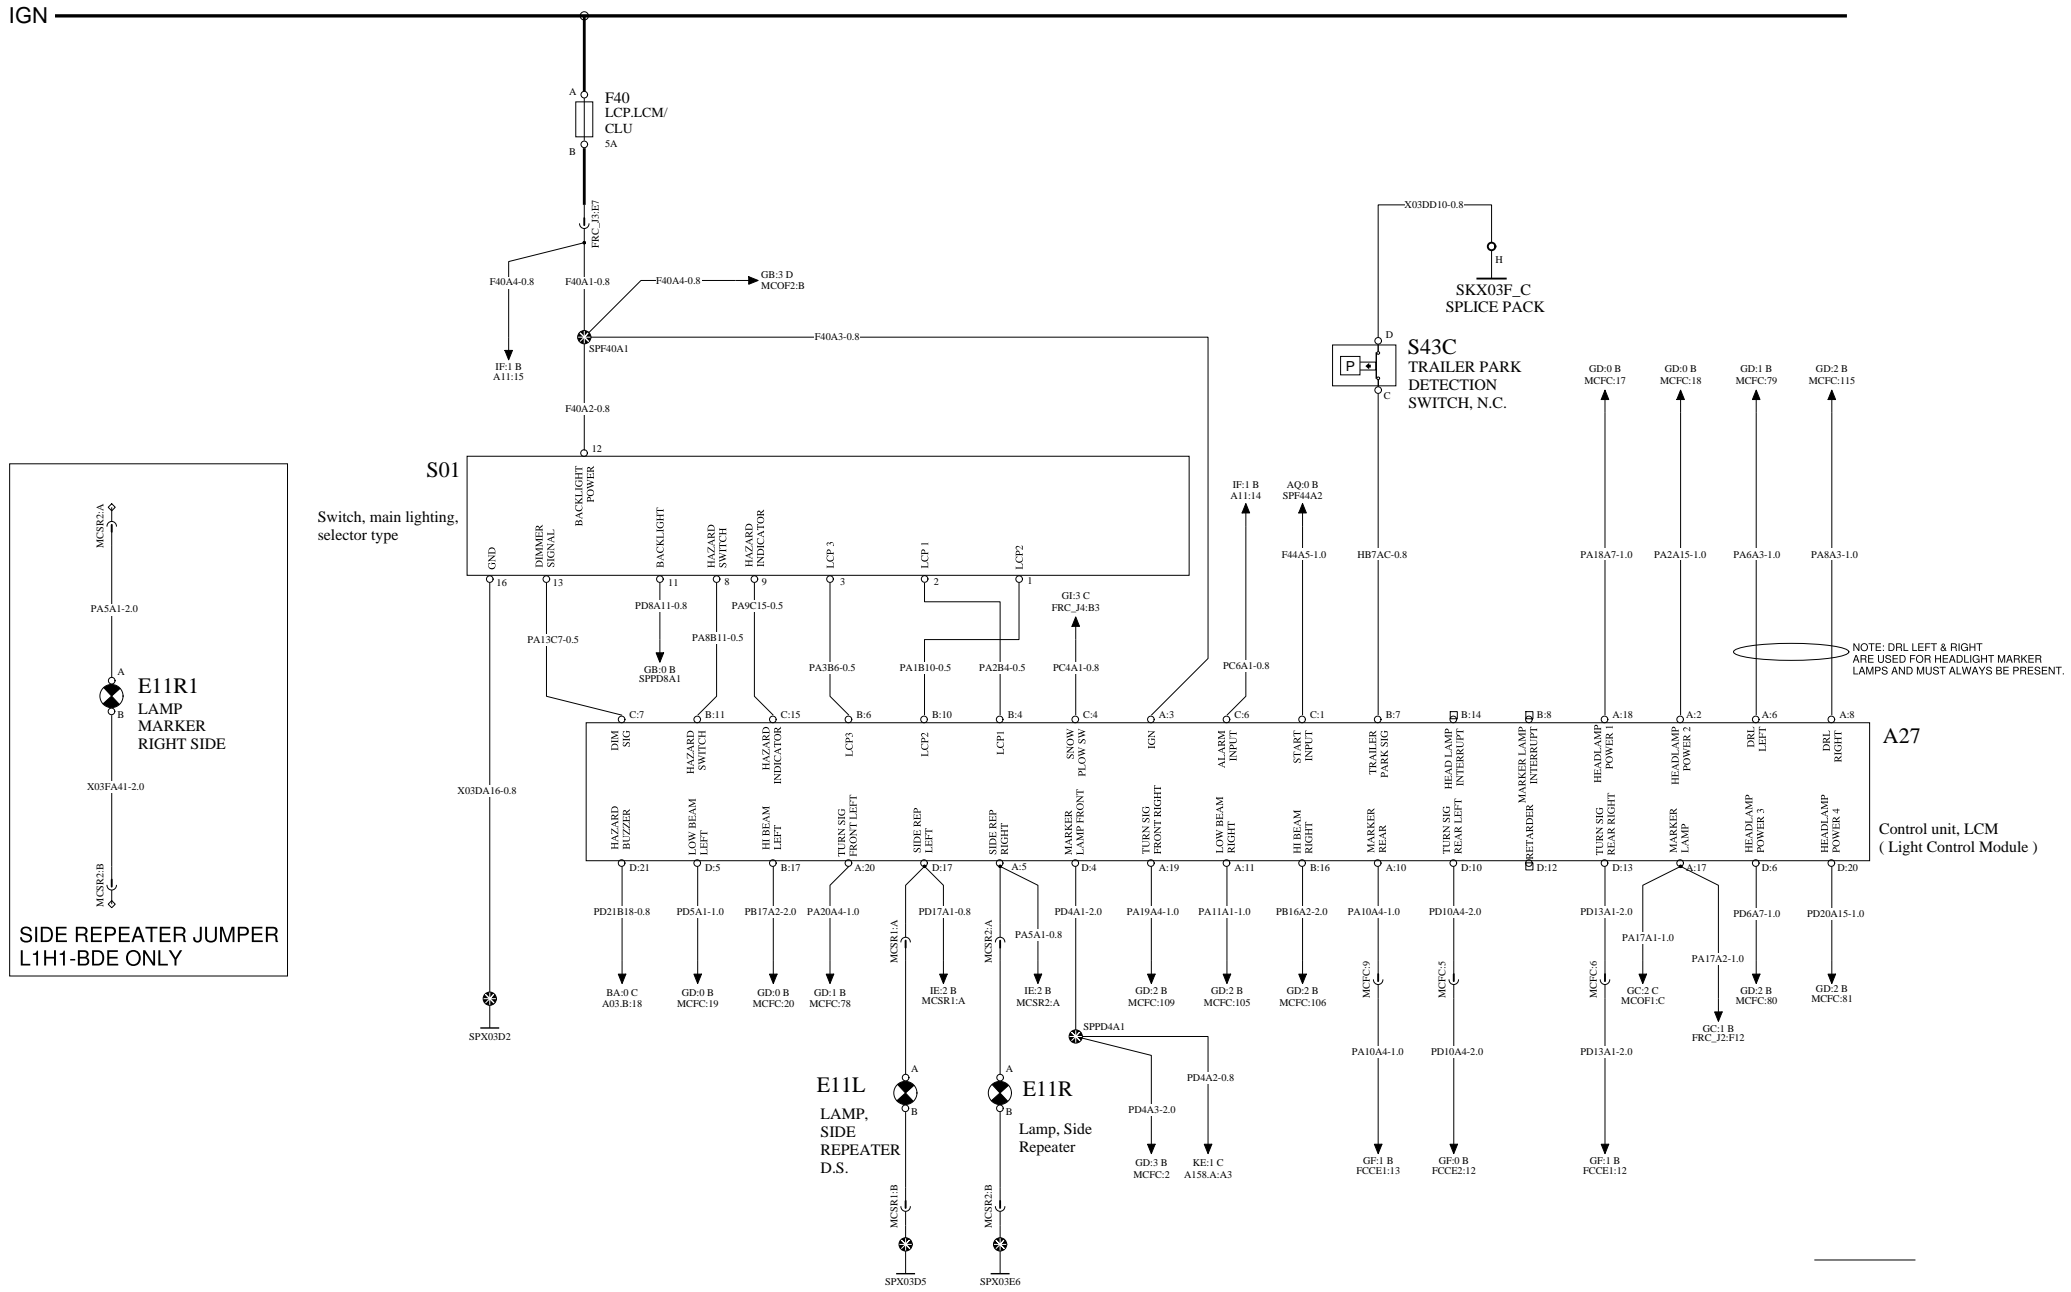 IGN
A
F40
LCP.LCM/
CLU
B
5A
FRC_J3:E7
F40A4-0.8
F40A1-0.8
F40A4-0.8
GB:3 D
MCOF2:B
F40A3-0.8
SPF40A1
IF:1 B
A11:15
F40A2-0.8
X03DD10-0.8
H
SKX03F_C
SPLICE PACK
D
P
S43C
TRAILER PARK
DETECTION
SWITCH, N.C.
C
GD:0 B
MCFC:17
GD:0 B
MCFC:18
GD:1 B
MCFC:79
GD:2 B
MCFC:115
12
S01
Switch, main lighting,
selector type
BACKLIGHT
POWER
GND
DIMMER
SIGNAL
BACKLIGHT
HAZARD
SWITCH
HAZARD
INDICATOR
LCP 3
LCP 1
LCP2
16
13
11
8
9
3
2
1
IF:1 B
A11:14
AQ:0 B
SPF44A2
F44A5-1.0
HB7AC-0.8
PA18A7-1.0
PA2A15-1.0
PA6A3-1.0
PA8A3-1.0
PD8A11-0.8
PA9C15-0.5
GI:3 C
FRC_J4:B3
PA13C7-0.5
PA8B11-0.5
GB:0 B
SPPD8A1
PA3B6-0.5
PA1B10-0.5
PA2B4-0.5
PC4A1-0.8
PC6A1-0.8
NOTE: DRL LEFT & RIGHT
ARE USED FOR HEADLIGHT MARKER
LAMPS AND MUST ALWAYS BE PRESENT.
MCSR2:A
PA5A1-2.0
A
E11R1
LAMP
MARKER
RIGHT SIDE
B
X03FA41-2.0
MCSR2:B
SIDE REPEATER JUMPER
L1H1-BDE ONLY
C:7
B:11
C:15
B:6
B:10
B:4
C:4
A:3
C:6
C:1
B:7
B:14
B:8
A:18
A:2
A:6
A:8
DIM
SIG
HAZARD
SWITCH
HAZARD
INDICATOR
LCP3
LCP2
LCP1
SNOW
PLOW SW
IGN
ALARM
INPUT
START
INPUT
TRAILER
PARK SIG
HEAD LAMP
INTERRUPT
MARKER LAMP
INTERRUPT
HEADLAMP
POWER 1
HEADLAMP
POWER 2
DRL
LEFT
DRL
RIGHT
A27
Control unit, LCM
( Light Control Module )
HAZARD
BUZZER
LOW BEAM
LEFT
HI BEAM
LEFT
TURN SIG
FRONT LEFT
SIDE REP
LEFT
SIDE REP
RIGHT
MARKER
LAMP FRONT
TURN SIG
FRONT RIGHT
LOW BEAM
RIGHT
HI BEAM
RIGHT
MARKER
REAR
TURN SIG
REAR LEFT
RETARDER
TURN SIG
REAR RIGHT
MARKER
LAMP
HEADLAMP
POWER 3
HEADLAMP
POWER 4
D:21
D:5
B:17
A:20
D:17
A:5
D:4
A:19
A:11
B:16
A:10
D:10
D:12
D:13
A:17
D:6
D:20
X03DA16-0.8
PD21B18-0.8
PD5A1-1.0
PB17A2-2.0
PA20A4-1.0
PD17A1-0.8
PA5A1-0.8
PD4A1-2.0
PA19A4-1.0
PA11A1-1.0
PB16A2-2.0
PA10A4-1.0
PD10A4-2.0
PD13A1-2.0
PA17A1-1.0
PA17A2-1.0
PD6A7-1.0
PD20A15-1.0
MCSR1:A
MCSR2:A
MCFC:9
MCFC:5
MCFC:6
BA:0 C
A03.B:18
GD:0 B
MCFC:19
GD:0 B
MCFC:20
GD:1 B
MCFC:78
IE:2 B
MCSR1:A
IE:2 B
MCSR2:A
GD:2 B
MCFC:109
GD:2 B
MCFC:105
GD:2 B
MCFC:106
GC:2 C
MCOF1:C
GC:1 B
FRC_J2:F12
GD:2 B
MCFC:80
GD:2 B
MCFC:81
SPX03D2
SPPD4A1
PD4A2-0.8
PD4A3-2.0
PA10A4-1.0
PD10A4-2.0
PD13A1-2.0
E11L
LAMP,
SIDE
REPEATER
D.S.
A
B
A
B
E11R
Lamp, Side
Repeater
GD:3 B
MCFC:2
KE:1 C
A158.A:A3
GF:1 B
FCCE1:13
GF:0 B
FCCE2:12
GF:1 B
FCCE1:12
MCSR1:B
MCSR2:B
SPX03D5
SPX03E6